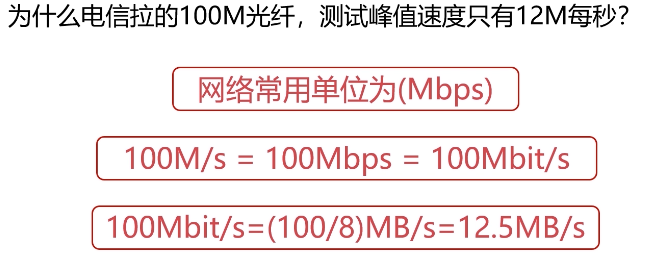 为什么电信拉的100M光纤，测试峰值速度只有12M每秒？
网络常用单位为(Mbps)
100M/s = 100Mbps = 100Mbit/s
100Mbit/s=(100/8)MB/s=12.5MB/s